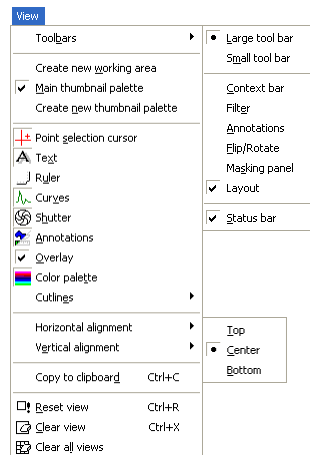 View
Toolbars
Create new working area
Main thumbnail palette
Create new thumbnail palette
Point selection cursor
Text
Ruler
Curves
Shutter
Annotations
Overlay
Color palette
Cutlines
Horizontal alignment
Vertical alignment
Copy to clipboard Ctrl+C
Reset view Ctrl+R
Clear view Ctrl+X
Clear all views
Large tool bar
Small tool bar
Context bar
Filter
Annotations
Flip/Rotate
Masking panel
Layout
Status bar
Top
Center
Bottom